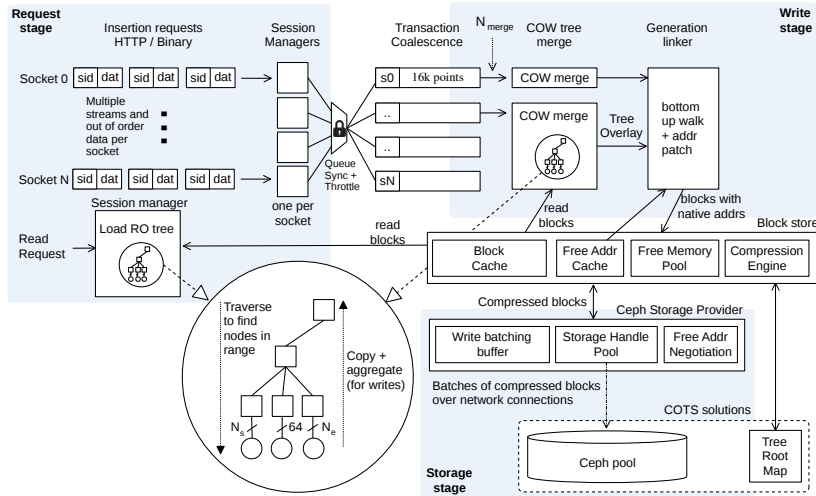 Request
stage
Insertion requests
HTTP / Binary
Session
Managers
Transaction
Coalescence
N merge
COW tree
merge
Generation
linker
Write
stage
Socket 0
sid dat sid dat sid dat
s0 16k points
COW merge
Multiple
streams and
out of order
data per
socket
..
COW merge
Tree
Overlay
bottom
up walk
+ addr
patch
..
Queue
Sync +
Throttle
Socket N
sid dat sid dat sid dat
sN
one per
socket
Session manager
Load RO tree
Read
Request
read
blocks
read
blocks
blocks with
native addrs
Block store
Block
Cache
Free Addr
Cache
Free Memory
Pool
Compression
Engine
Traverse
to find
nodes in
range
Copy +
aggregate
(for writes)
Ns 64 Ne
Compressed blocks
Ceph Storage Provider
Write batching
buffer
Storage Handle
Pool
Free Addr
Negotiation
Batches of compressed blocks
over network connections
COTS solutions
Ceph pool
Tree
Root
Map
Storage
stage